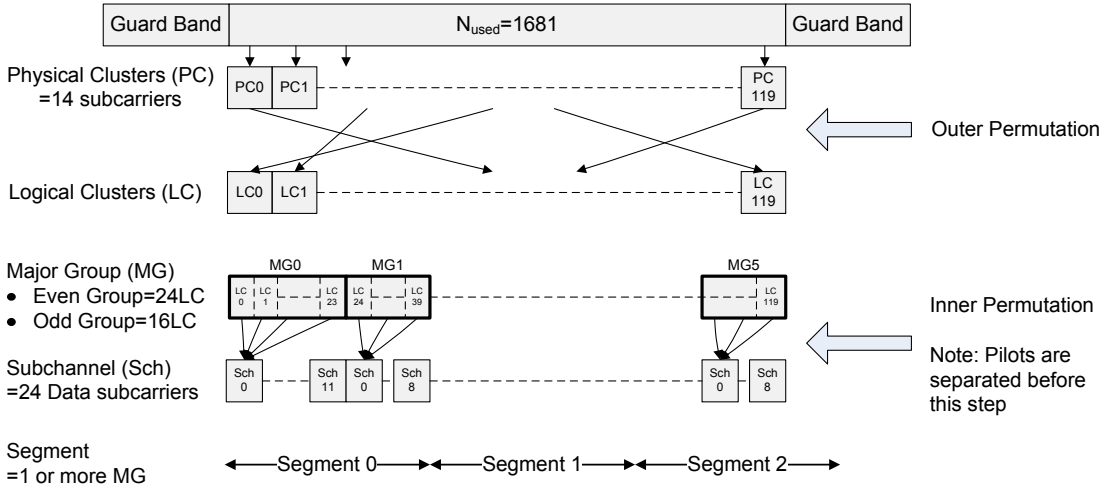 Guard Band N_used=1681 Guard Band
Physical Clusters (PC)
=14 subcarriers
PC0 PC1 PC
119
Outer Permutation
Logical Clusters (LC)
LC0 LC1 LC
119
MG0 MG1 MG5
Major Group (MG)
• Even Group=24LC
• Odd Group=16LC
LC
0
LC
1
LC
23
LC
24
LC
39
LC
119
Inner Permutation
Note: Pilots are
separated before
this step
Subchannel (Sch)
=24 Data subcarriers
Sch
0
Sch
11
Sch
0
Sch
8
Sch
0
Sch
8
Segment
=1 or more MG
Segment 0 Segment 1 Segment 2